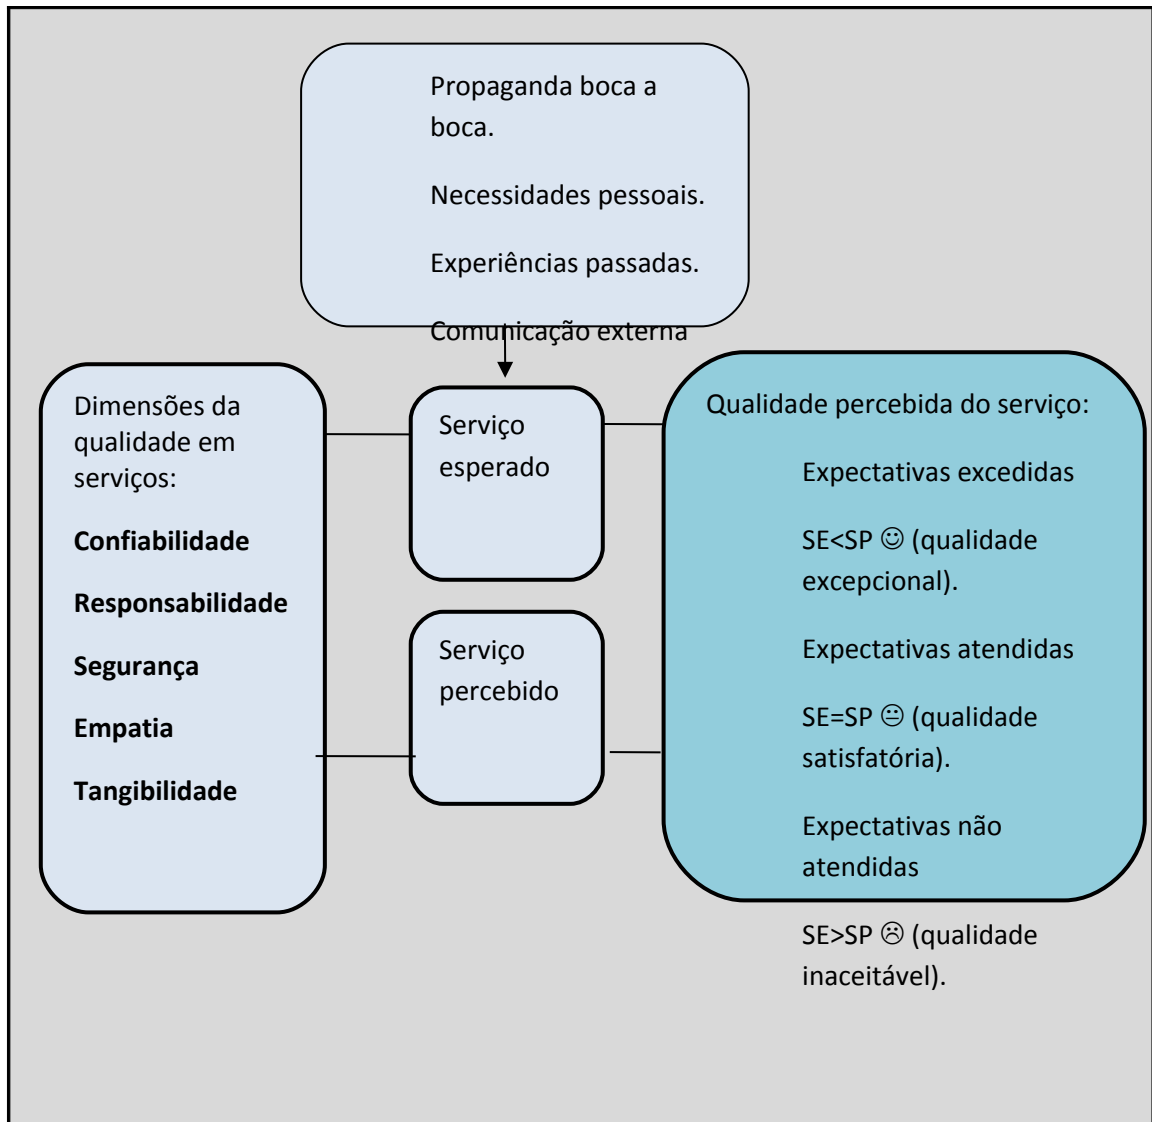 Propaganda boca a
boca.
Necessidades pessoais.
Experiências passadas.
Comunicação externa
Dimensões da
qualidade em
serviços:
Confiabilidade
Responsabilidade
Segurança
Empatia
Tangibilidade
Serviço
esperado
Serviço
percebido
Qualidade percebida do serviço:
Expectativas excedidas
SE<SP ☺ (qualidade
excepcional).
Expectativas atendidas
SE=SP 😐 (qualidade
satisfatória).
Expectativas não
atendidas
SE>SP ☹ (qualidade
inaceitável).